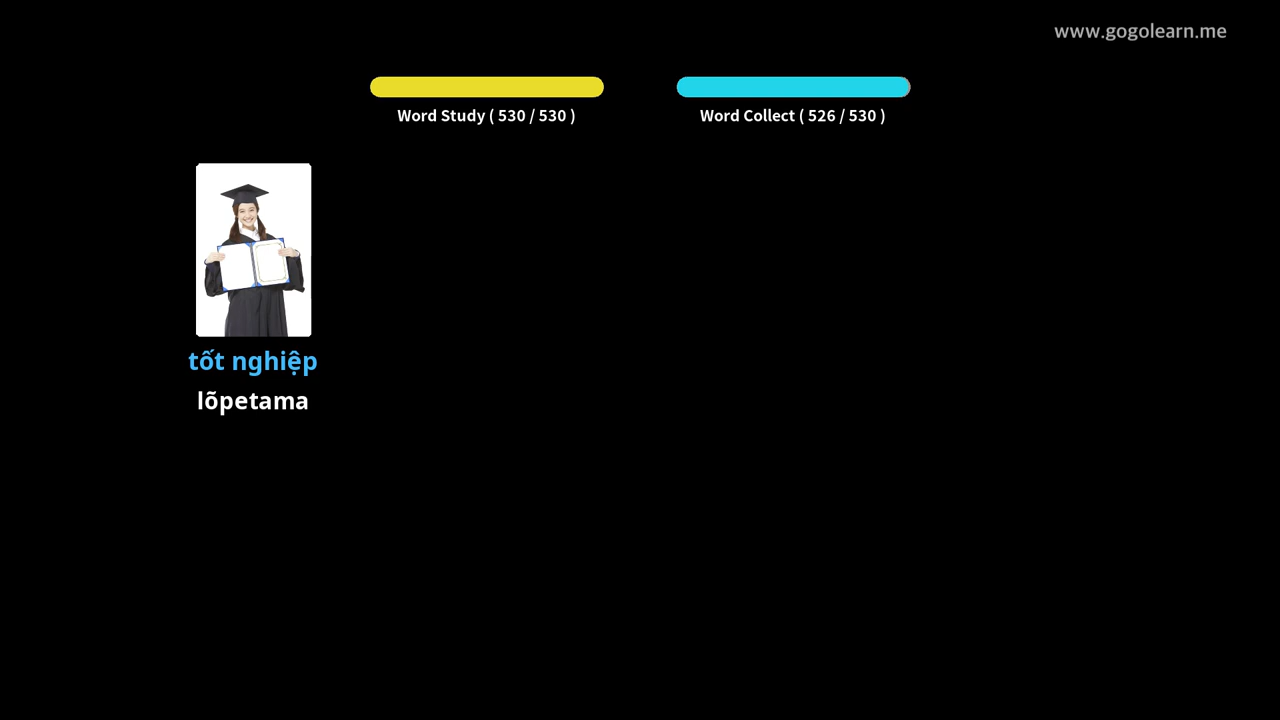 www.gogolearn.me
Word Study ( 530 / 530 )
Word Collect ( 526 / 530 )
tốt nghiệp
lõpetama